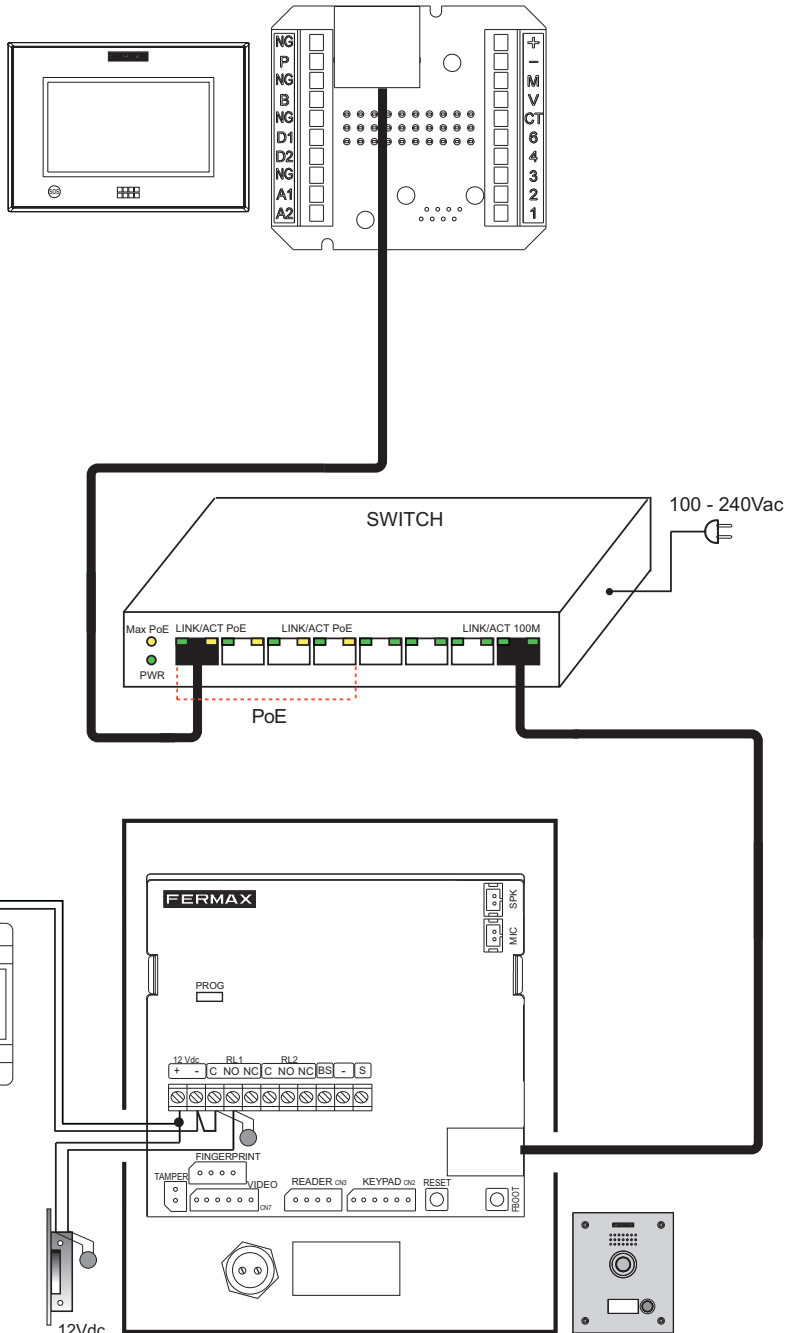 NG
P
NG
B
NG
D1
D2
NG
A1
A2
+
–
M
V
CT
6
4
3
2
1
SOS
SWITCH
100 - 240Vac
Max PoE LINK/ACT PoE LINK/ACT PoE LINK/ACT 100M
PWR
PoE
FERMAX
SPK
MIC
PROG
12 Vdc RL1 RL2
+ - C NO NC C NO NC BS - S
FINGERPRINT
TAMPER
VIDEO
CN7
READER CN3 KEYPAD CN2 RESET
FBOOT
12Vdc